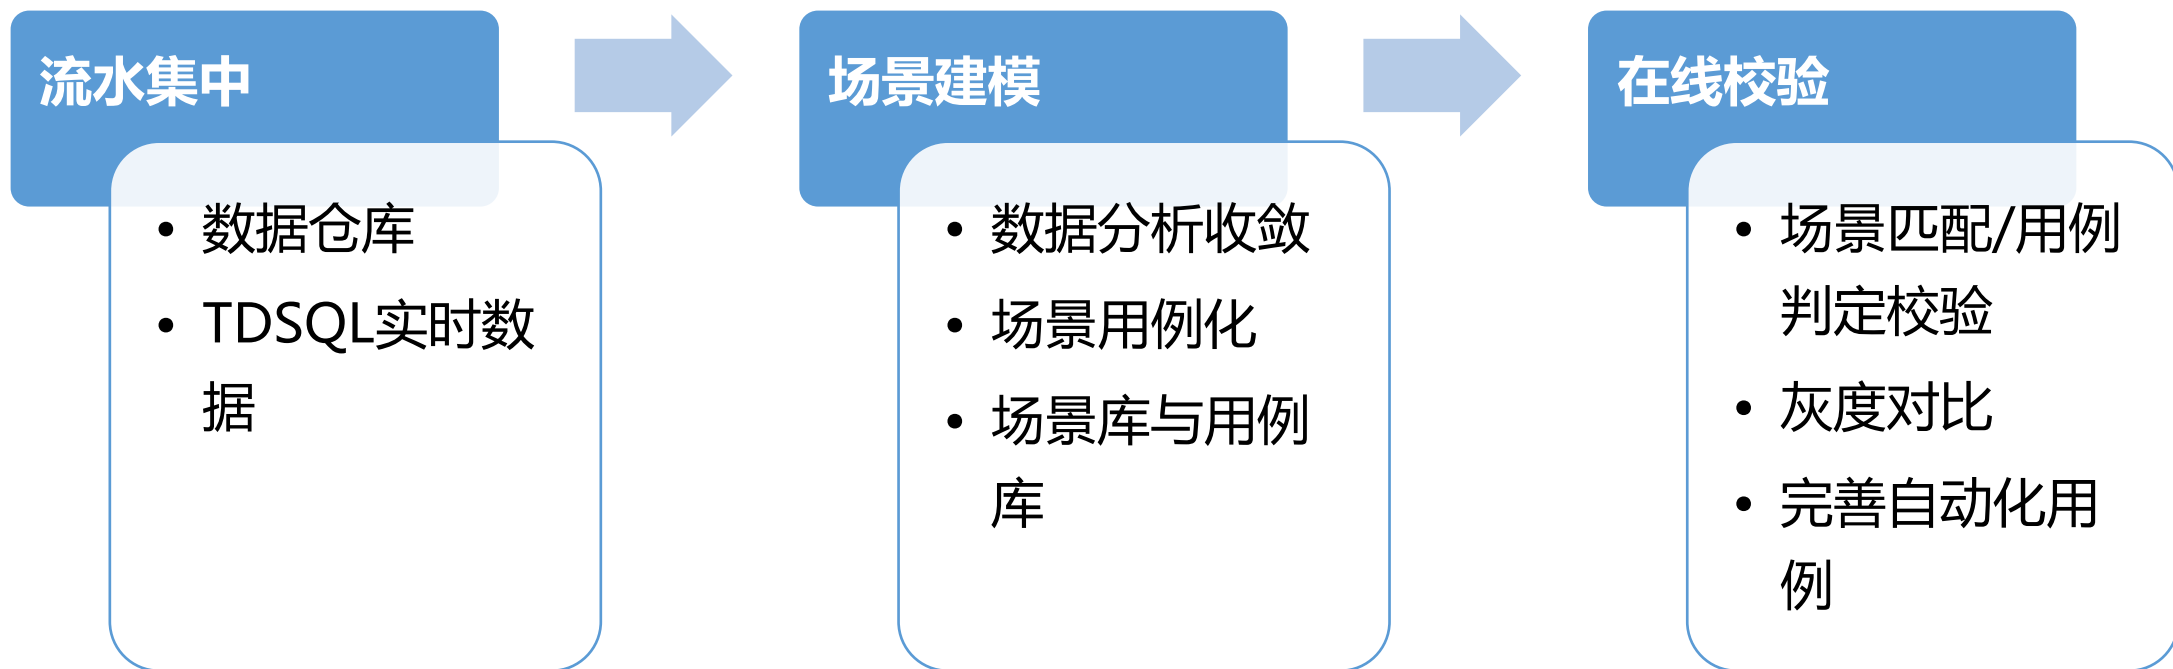 流水集中
• 数据仓库
• TDSQL实时数
据
场景建模
• 数据分析收敛
• 场景用例化
• 场景库与用例
库
在线校验
• 场景匹配/用例
判定校验
• 灰度对比
• 完善自动化用
例